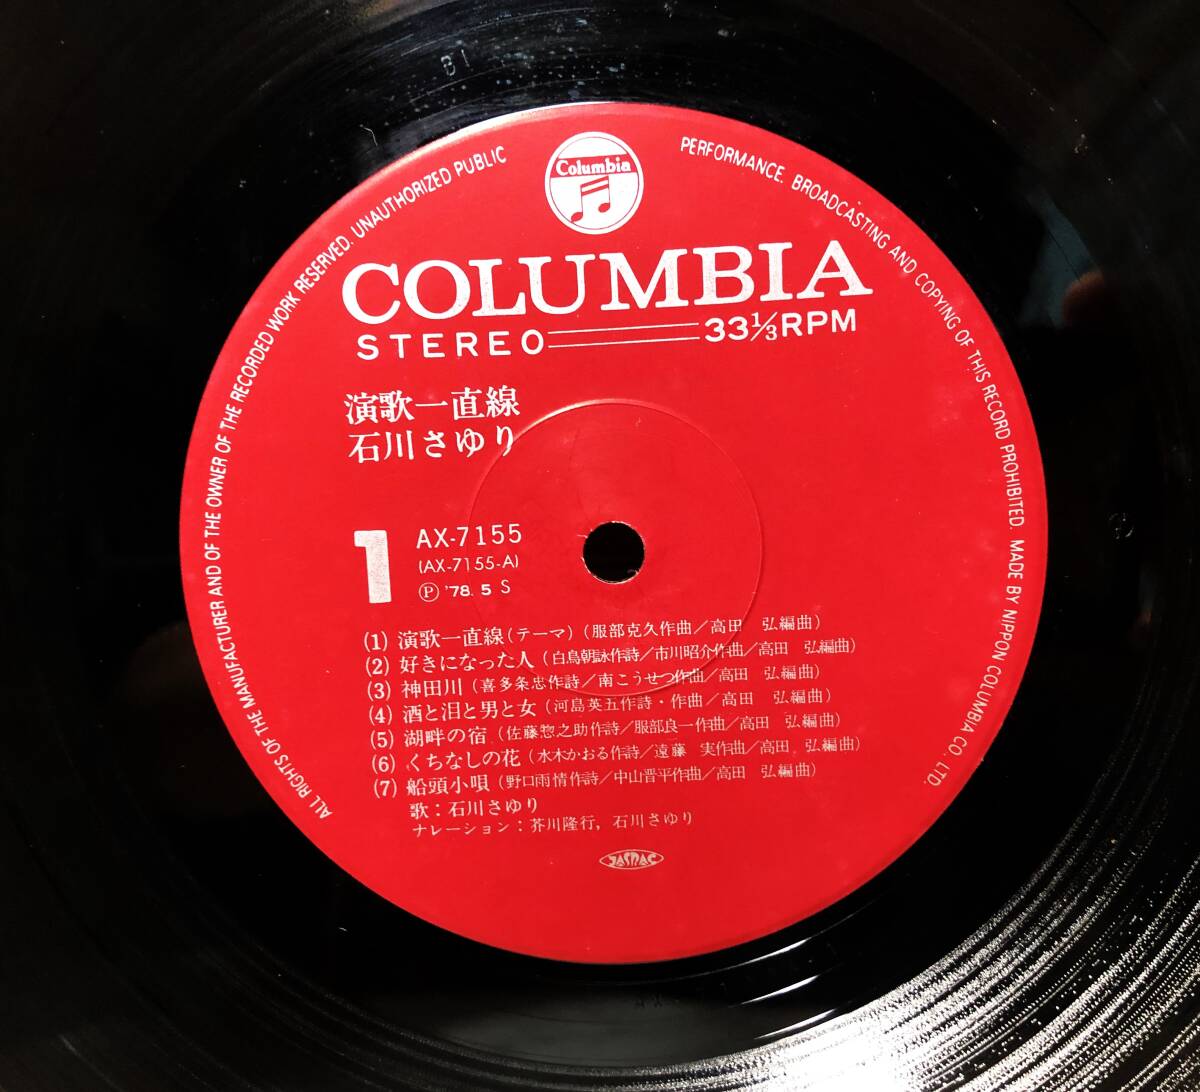 81
Columbia
ALL RIGHTS OF THE MANUFACTURER AND OF THE OWNER OF THE RECORDED WORK RESERVED. UNAUTHORIZED PUBLIC PERFORMANCE. BROADCASTING AND COPYING OF THIS RECORD PROHIBITED. MADE BY NIPPON COLUMBIA CO., LTD.
COLUMBIA
STEREO 33⅓RPM
演歌一直線
石川さゆり
1 AX-7155
(AX-7155-A)
Ⓟ '78. 5 S
(1) 演歌一直線(テーマ)(服部克久作曲/高田 弘編曲)
(2) 好きになった人(白鳥朝詠作詩/市川昭介作曲/高田 弘編曲)
(3) 神田川(喜多条忠作詩/南こうせつ作曲/高田 弘編曲)
(4) 酒と泪と男と女(河島英五作詩・作曲/高田 弘編曲)
(5) 湖畔の宿(佐藤惣之助作詩/服部良一作曲/高田 弘編曲)
(6) くちなしの花(水木かおる作詩/遠藤 実作曲/高田 弘編曲)
(7) 船頭小唄(野口雨情作詩/中山晋平作曲/高田 弘編曲)
歌:石川さゆり
ナレーション:芥川隆行, 石川さゆり
JASRAC